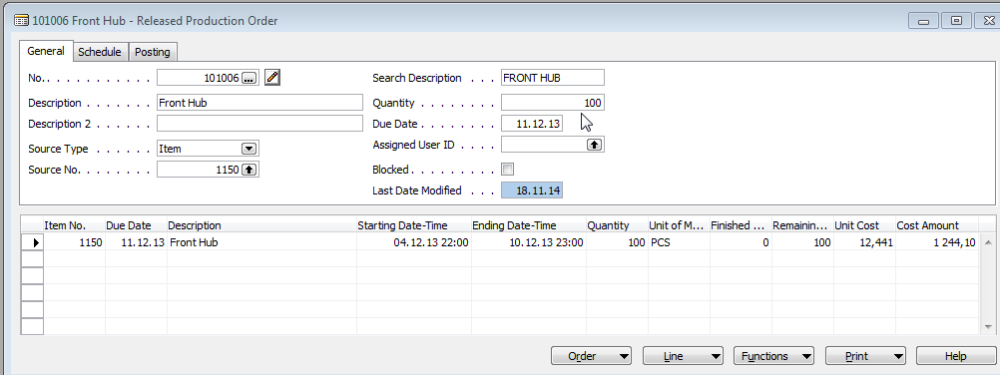 101006 Front Hub - Released Production Order
General Schedule Posting
No. . . . . . . . . . . . 101006 ... Search Description . . . FRONT HUB
Description . . . . . . . Front Hub Quantity . . . . . . . . 100
Description 2 . . . . . . Due Date . . . . . . . . 11.12.13
Source Type . . . . . . Item Assigned User ID . . . .
Source No. . . . . . . . 1150 Blocked . . . . . . . . .
Last Date Modified . . . 18.11.14
Item No. Due Date Description Starting Date-Time Ending Date-Time Quantity Unit of M... Finished ... Remainin... Unit Cost Cost Amount
1150 11.12.13 Front Hub 04.12.13 22:00 10.12.13 23:00 100 PCS 0 100 12,441 1 244,10
Order Line Functions Print Help